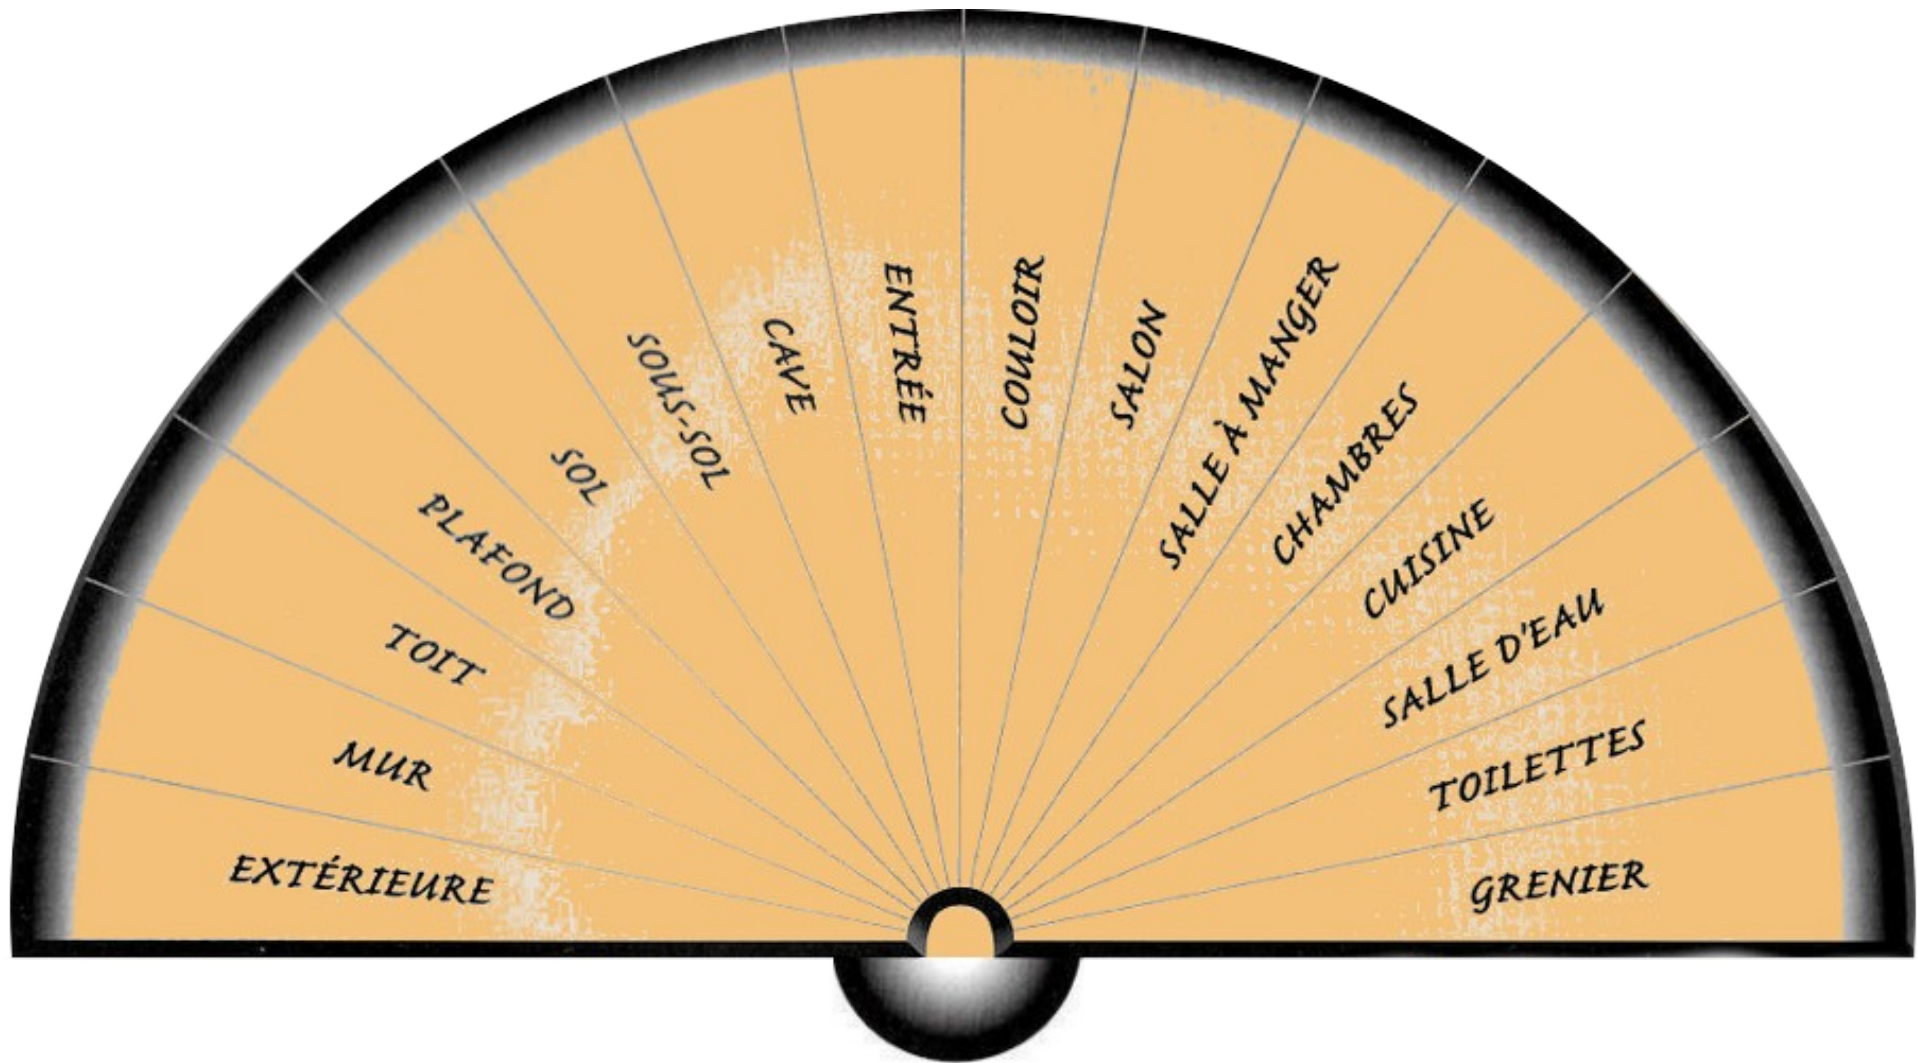 EXTÉRIEURE
MUR
TOIT
PLAFOND
SOL
SOUS-SOL
CAVE
ENTRÉE
COULOIR
SALON
SALLE À MANGER
CHAMBRES
CUISINE
SALLE D'EAU
TOILETTES
GRENIER